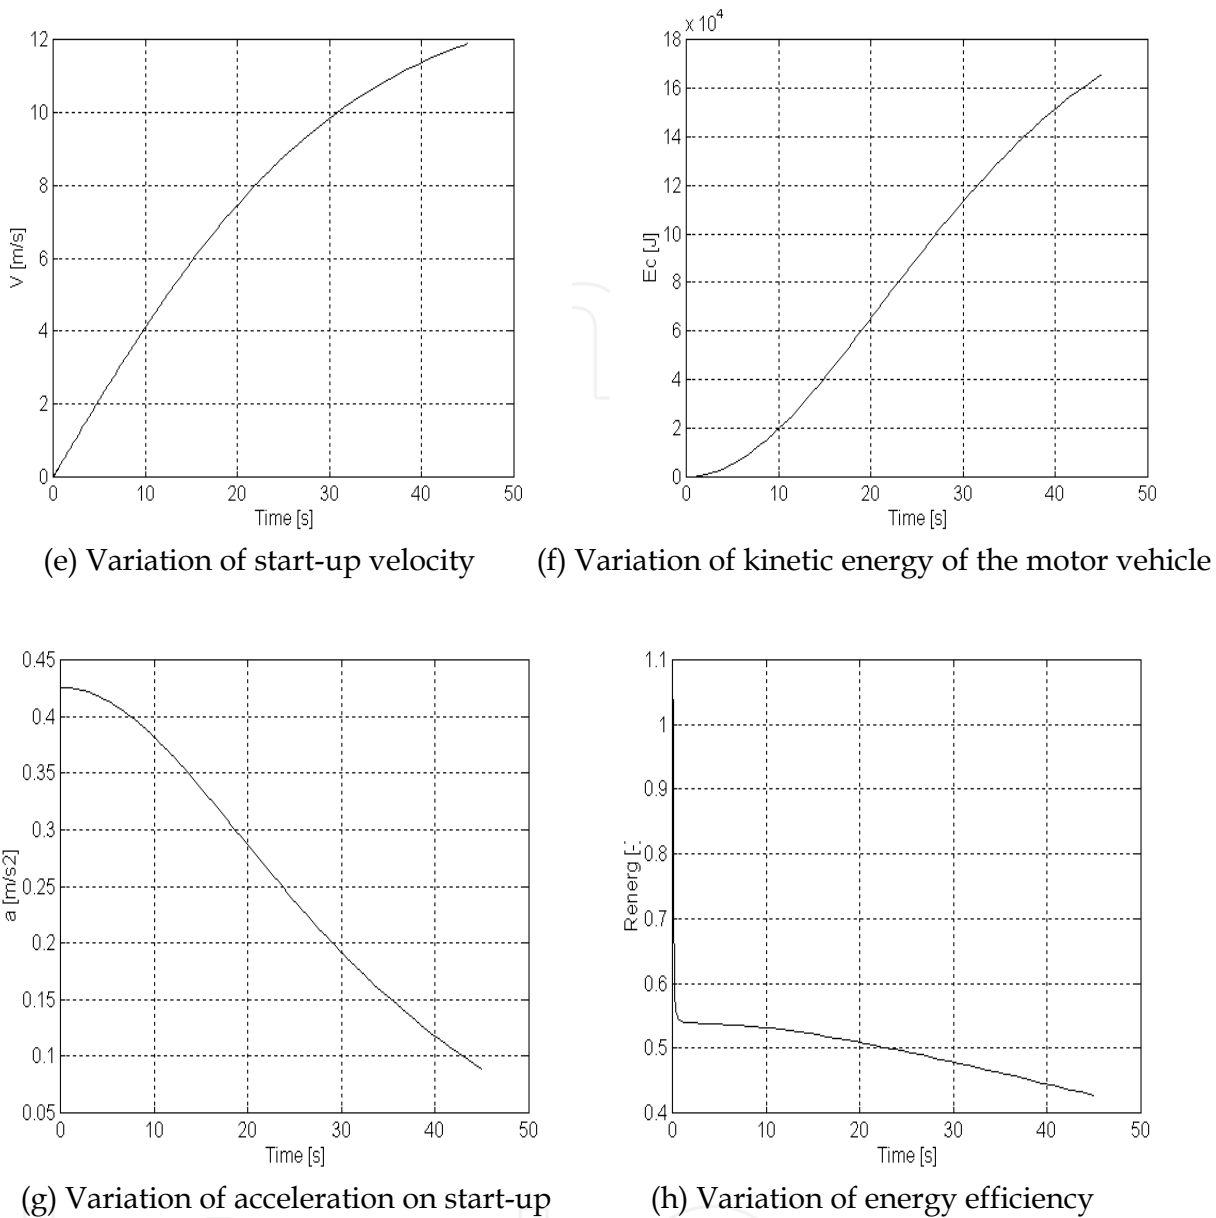 x 10^4
12
10
8
6
4
2
0
V [m/s]
0 10 20 30 40 50
Time [s]
18
16
14
12
10
8
6
4
2
0
Ec [J]
0 10 20 30 40 50
Time [s]
(e) Variation of start-up velocity
(f) Variation of kinetic energy of the motor vehicle
0.45
0.4
0.35
0.3
0.25
0.2
0.15
0.1
0.05
a [m/s2]
0 10 20 30 40 50
Time [s]
1.1
1
0.9
0.8
0.7
0.6
0.5
0.4
Renerg [-]
0 10 20 30 40 50
Time [s]
(g) Variation of acceleration on start-up
(h) Variation of energy efficiency